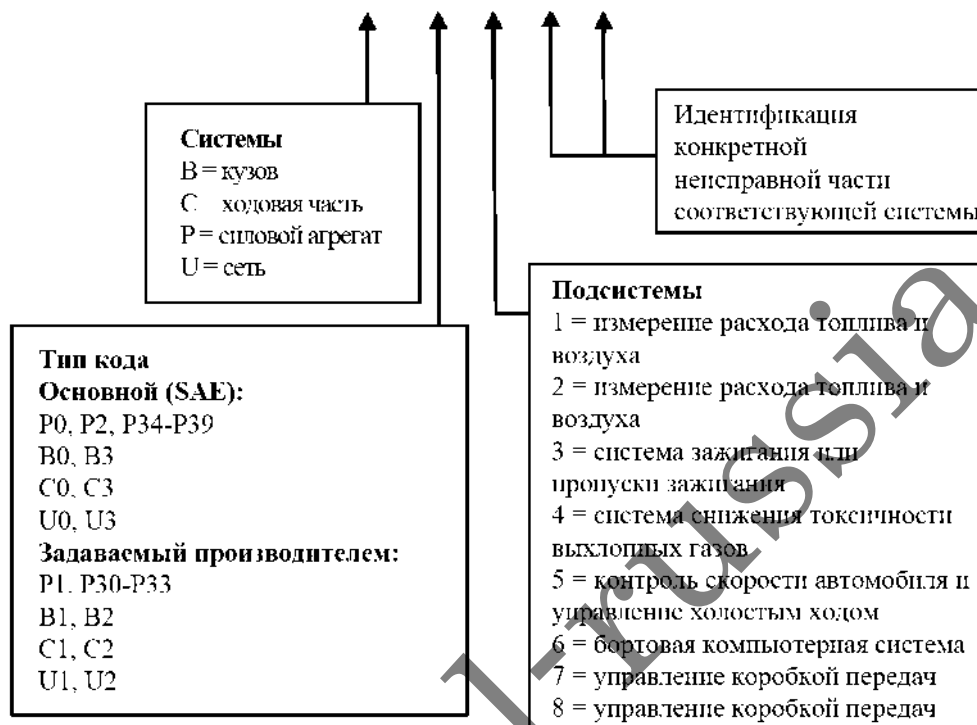 Системы
B = кузов
C ходовая часть
P = силовой агрегат
U = сеть
Идентификация
конкретной
неисправной части
соответствующей системы
Тип кода
Основной (SAE):
P0, P2, P34-P39
B0, B3
C0, C3
U0, U3
Задаваемый производителем:
P1, P30-P33
B1, B2
C1, C2
U1, U2
Подсистемы
1 = измерение расхода топлива и
воздуха
2 = измерение расхода топлива и
воздуха
3 = система зажигания или
пропуски зажигания
4 = система снижения токсичности
выхлопных газов
5 = контроль скорости автомобиля и
управление холостым ходом
6 = бортовая компьютерная система
7 = управление коробкой передач
8 = управление коробкой передач
l-russia